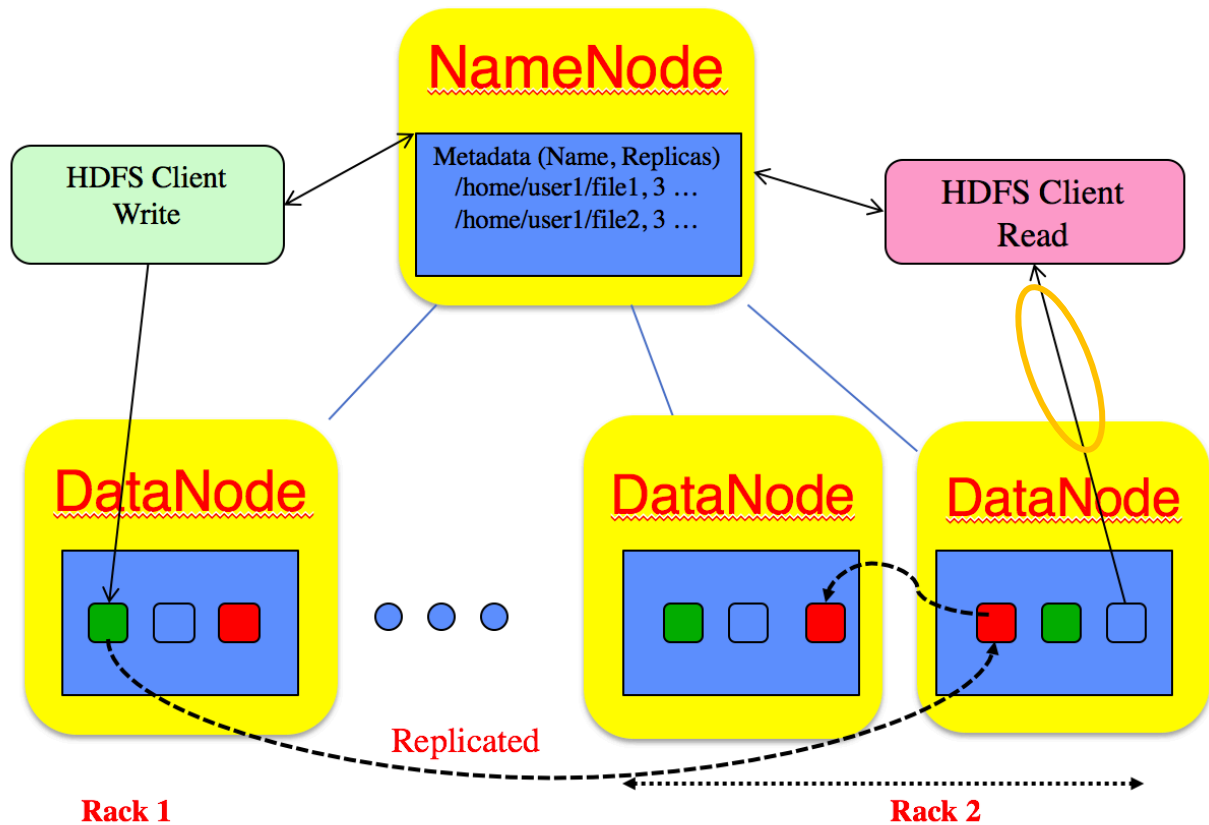 NameNode
Metadata (Name, Replicas)
/home/user1/file1, 3 ...
/home/user1/file2, 3 ...
HDFS Client
Write
HDFS Client
Read
DataNode
DataNode
DataNode
Replicated
Rack 1
Rack 2